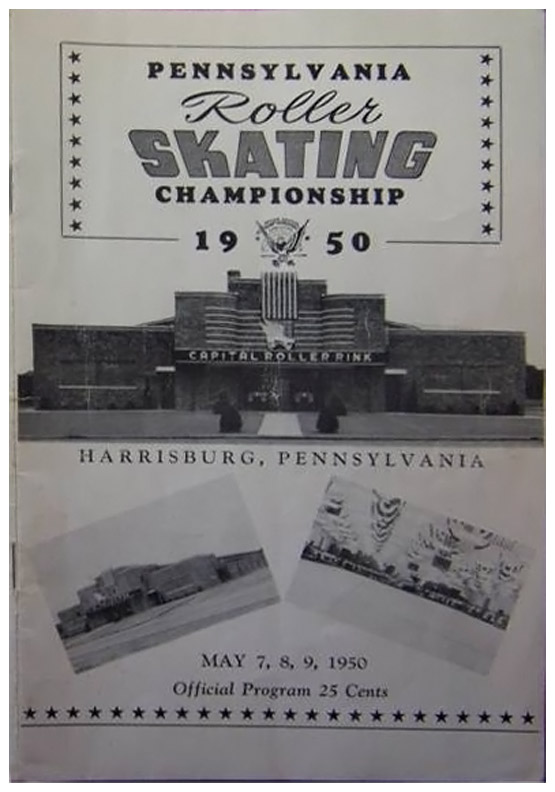 PENNSYLVANIA
Roller
SKATING
CHAMPIONSHIP
19 50
CAPITAL ROLLER RINK
HARRISBURG, PENNSYLVANIA
MAY 7, 8, 9, 1950
Official Program 25 Cents